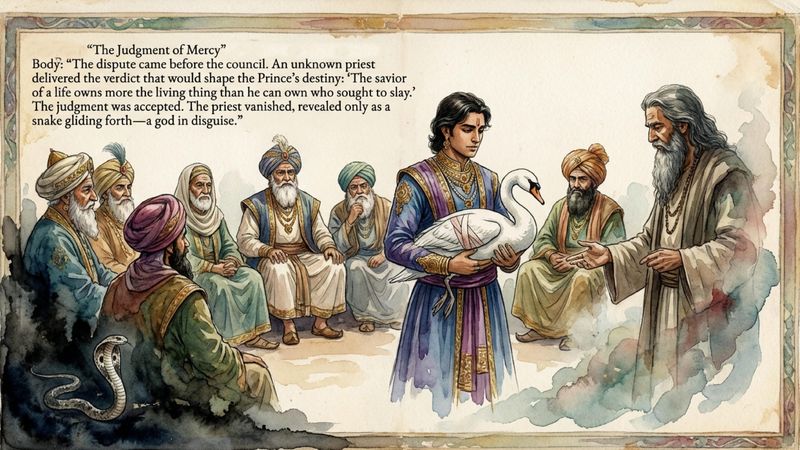 “The Judgment of Mercy”
Body: “The dispute came before the council. An unknown priest
delivered the verdict that would shape the Prince’s destiny: ‘The savior
of a life owns more the living thing than he can own who sought to slay.’
The judgment was accepted. The priest vanished, revealed only as a
snake gliding forth—a god in disguise.”